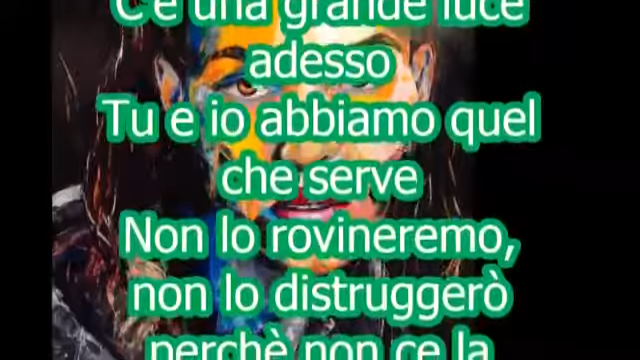 C'è una grande luce
adesso
Tu e io abbiamo quel
che serve
Non lo rovineremo,
non lo distruggerò
perchè non ce la